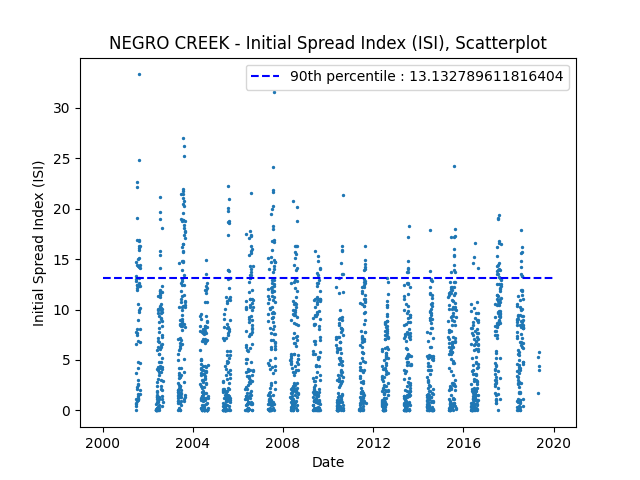 NEGRO CREEK - Initial Spread Index (ISI), Scatterplot
90th percentile : 13.132789611816404
Initial Spread Index (ISI)
30
25
20
15
10
5
0
2000 2004 2008 2012 2016 2020
Date